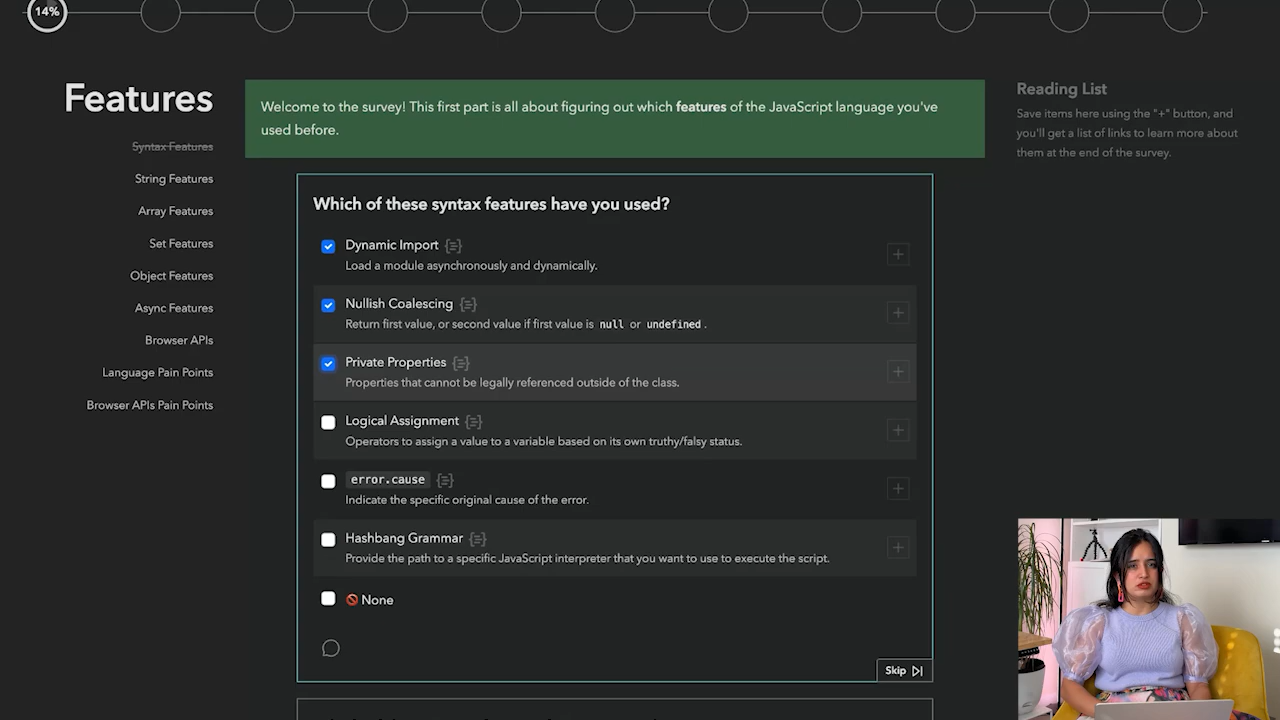 14%
Features
Syntax Features
String Features
Array Features
Set Features
Object Features
Async Features
Browser APIs
Language Pain Points
Browser APIs Pain Points
Welcome to the survey! This first part is all about figuring out which features of the JavaScript language you've
used before.
Which of these syntax features have you used?
Dynamic Import
Load a module asynchronously and dynamically.
Nullish Coalescing
Return first value, or second value if first value is null or undefined.
Private Properties
Properties that cannot be legally referenced outside of the class.
Logical Assignment
Operators to assign a value to a variable based on its own truthy/falsy status.
error.cause
Indicate the specific original cause of the error.
Hashbang Grammar
Provide the path to a specific JavaScript interpreter that you want to use to execute the script.
None
Skip
Reading List
Save items here using the "+" button, and
you'll get a list of links to learn more about
them at the end of the survey.